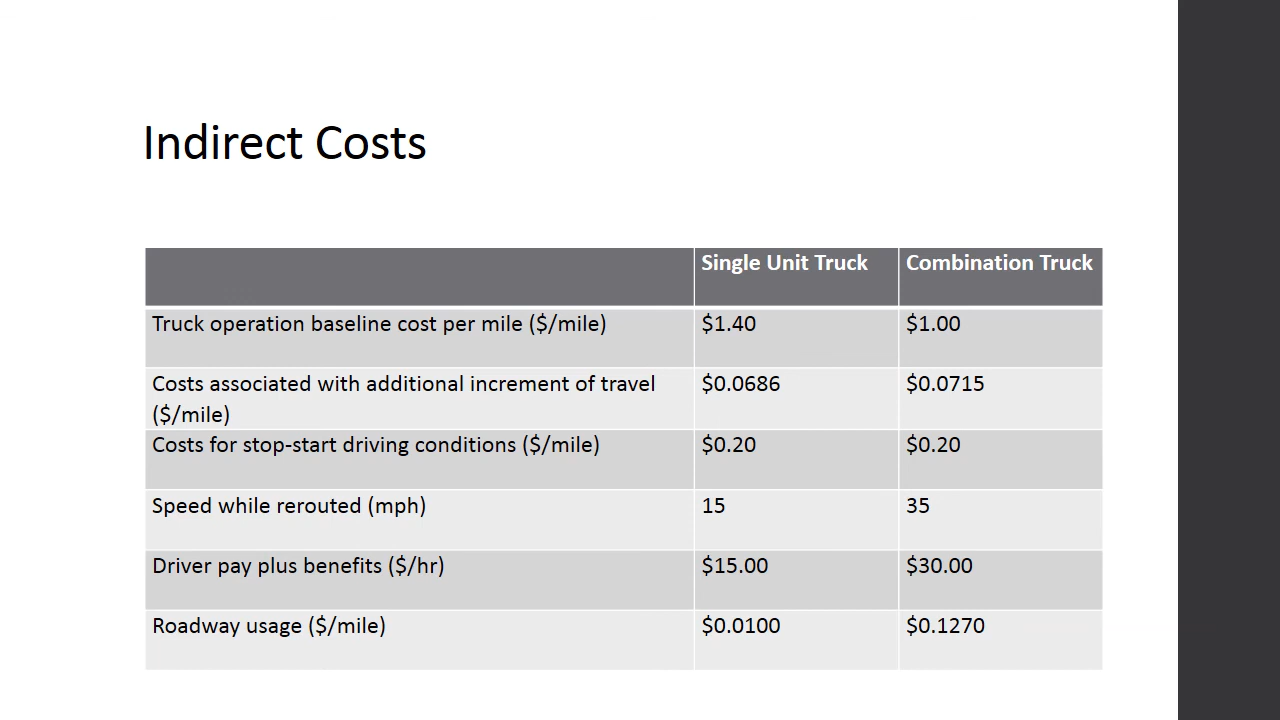 Indirect Costs
Single Unit Truck Combination Truck
Truck operation baseline cost per mile ($/mile) $1.40 $1.00
Costs associated with additional increment of travel $0.0686 $0.0715
($/mile)
Costs for stop-start driving conditions ($/mile) $0.20 $0.20
Speed while rerouted (mph) 15 35
Driver pay plus benefits ($/hr) $15.00 $30.00
Roadway usage ($/mile) $0.0100 $0.1270